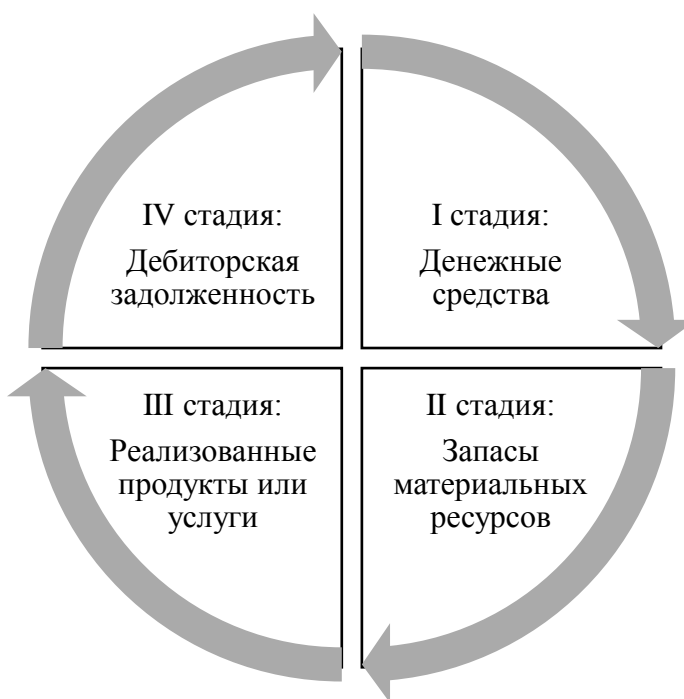 IV стадия:
Дебиторская
задолженность
I стадия:
Денежные
средства
III стадия:
Реализованные
продукты или
услуги
II стадия:
Запасы
материальных
ресурсов